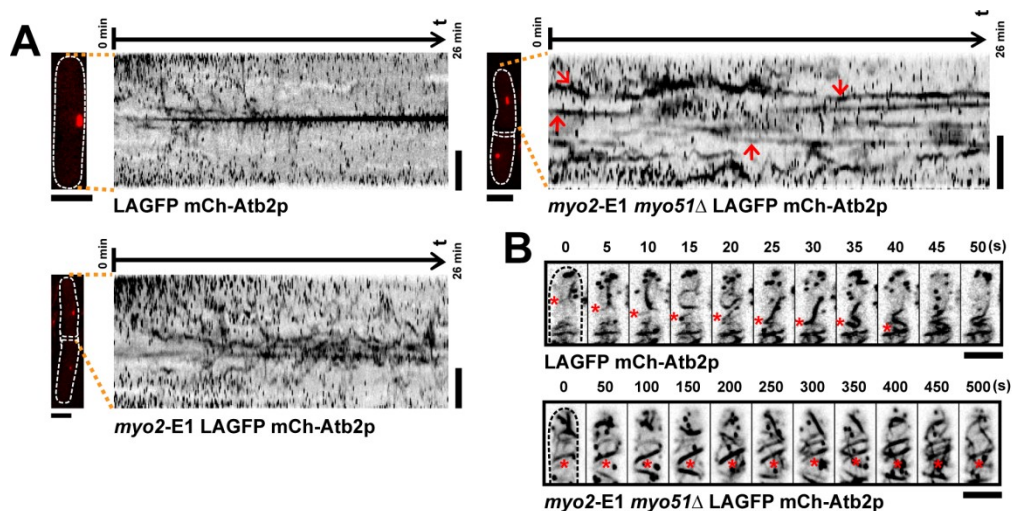 A
0 min
t
26 min
LAGFP mCh-Atb2p
0 min
t
26 min
myo2-E1 myo51Δ LAGFP mCh-Atb2p
0 min
t
26 min
myo2-E1 LAGFP mCh-Atb2p
B
0 5 10 15 20 25 30 35 40 45 50 (s)
* * * * * * * * *
LAGFP mCh-Atb2p
0 50 100 150 200 250 300 350 400 450 500 (s)
* * * * * * * * * *
myo2-E1 myo51Δ LAGFP mCh-Atb2p